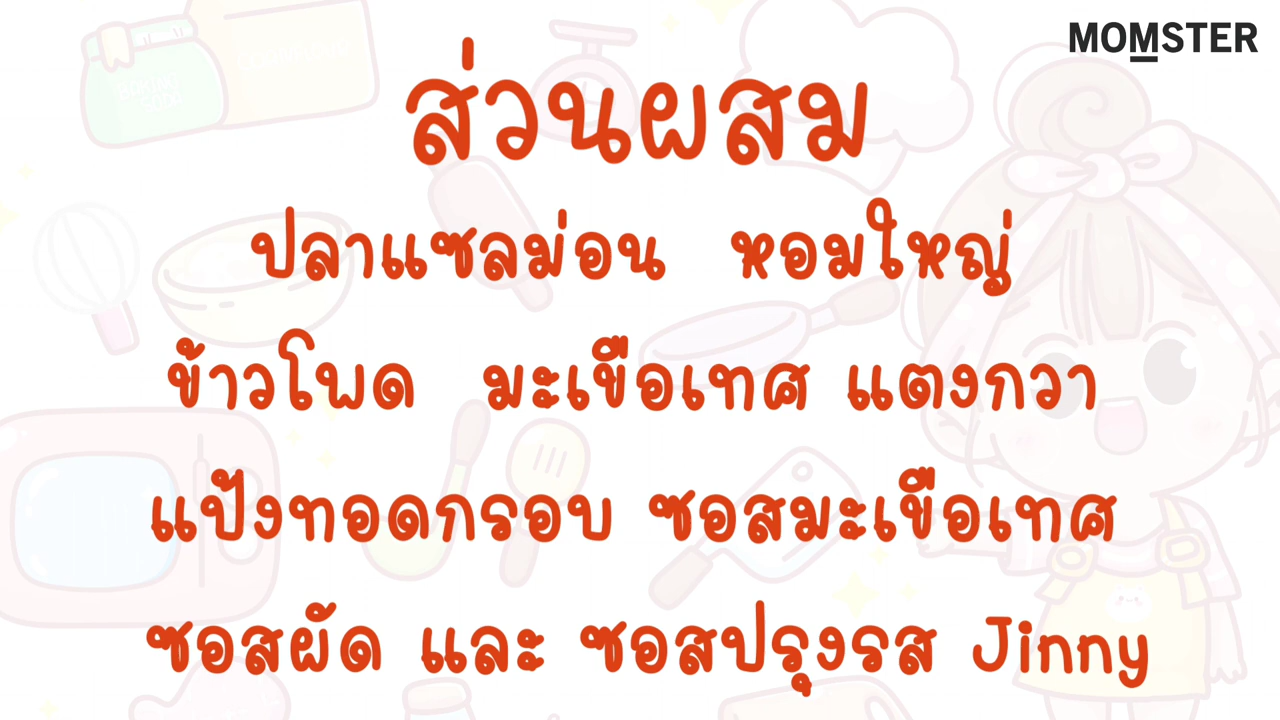 MOMSTER
ส่วนผสม
ปลาแซลม่อน หอมใหญ่
ข้าวโพด มะเขือเทศ แตงกวา
แป้งทอดกรอบ ซอสมะเขือเทศ
ซอสผัด และ ซอสปรุงรส Jinny